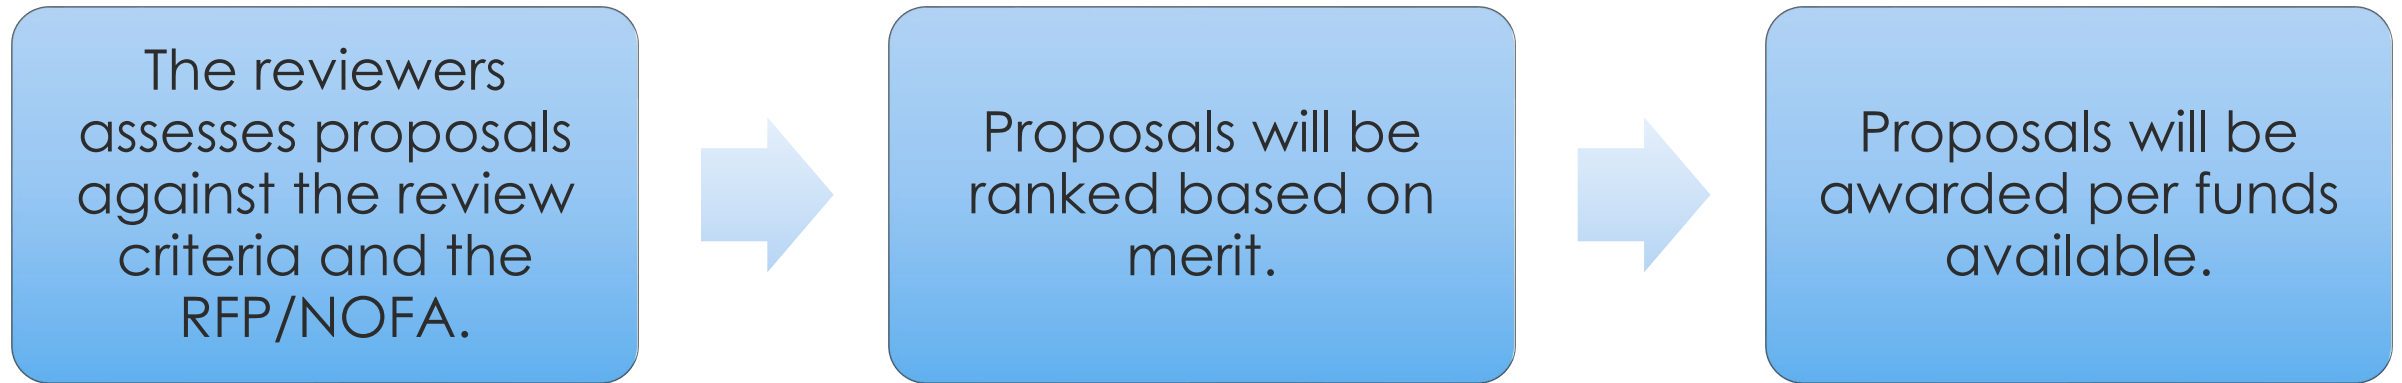 The reviewers
assesses proposals
against the review
criteria and the
RFP/NOFA.
Proposals will be
ranked based on
merit.
Proposals will be
awarded per funds
available.